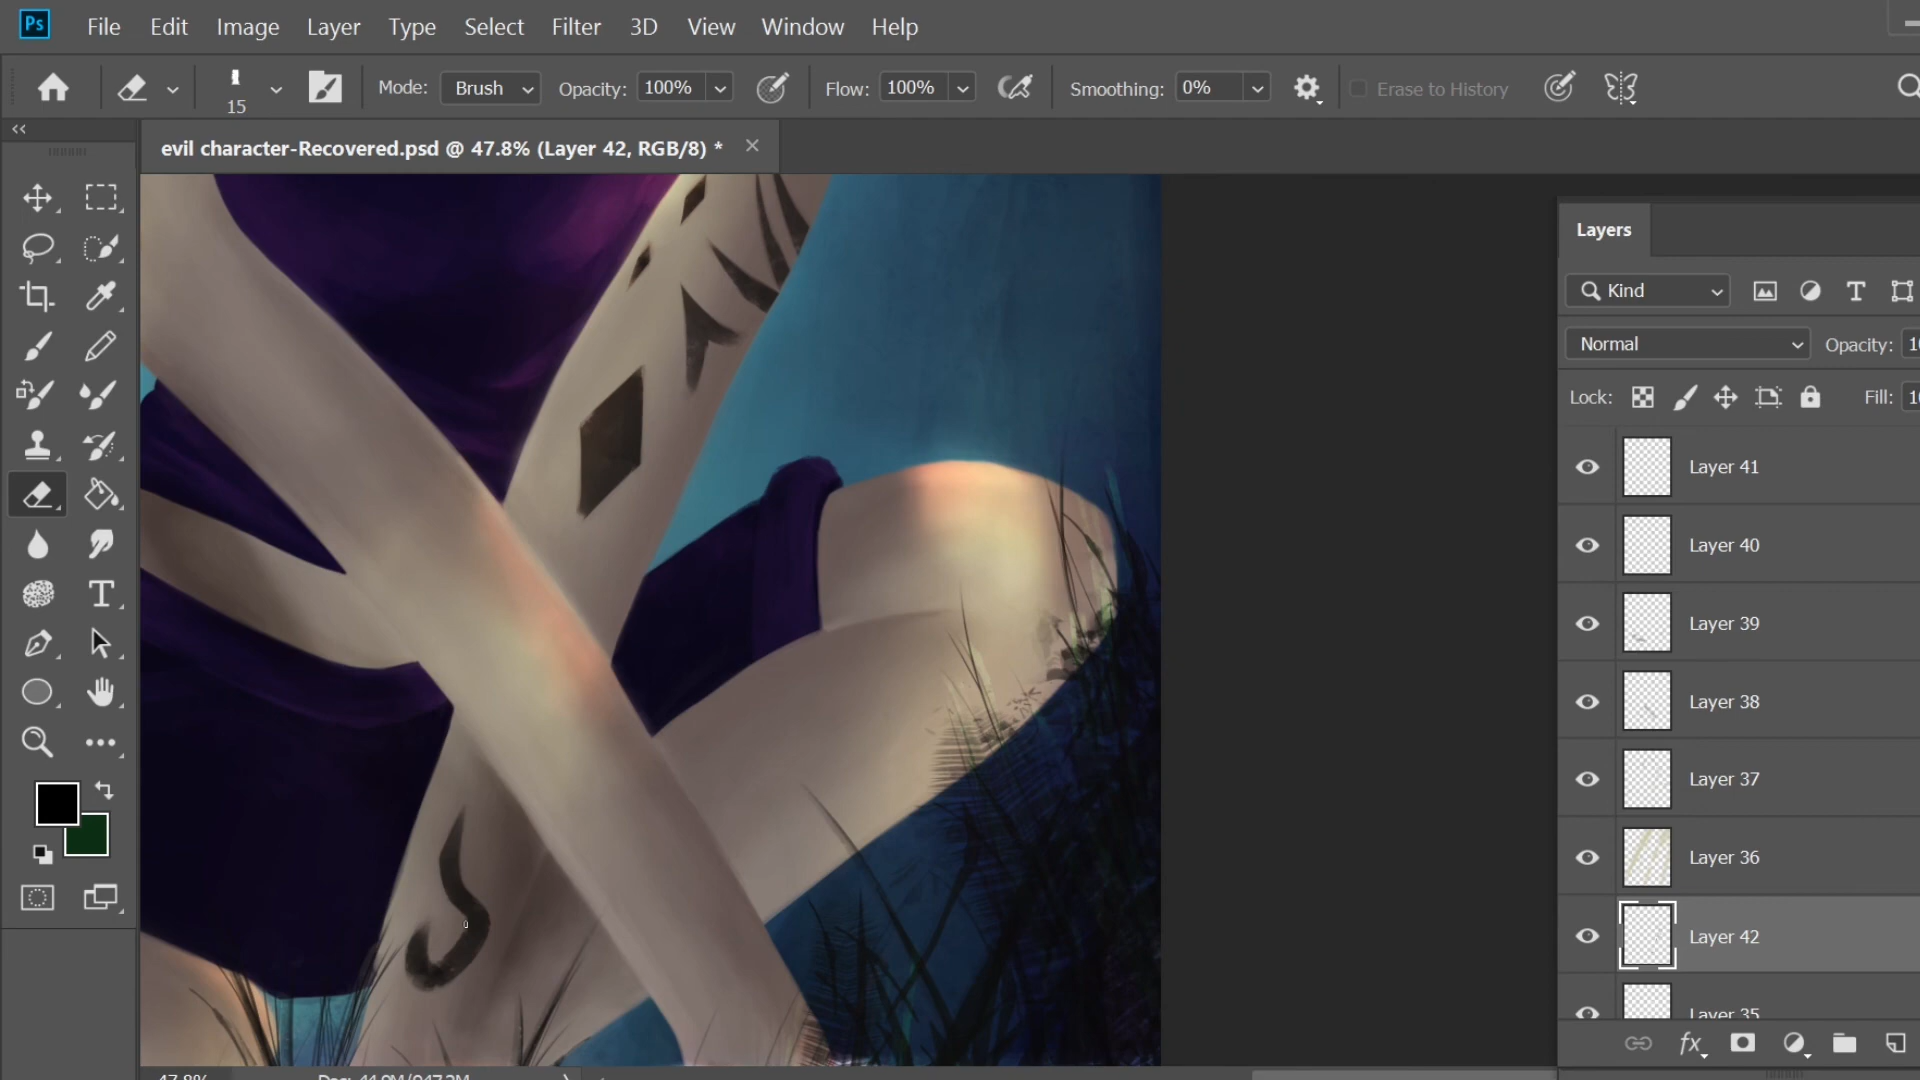 Ps File Edit Image Layer Type Select Filter 3D View Window Help
15 Mode: Brush Opacity: 100% Flow: 100% Smoothing: 0% Erase to History
evil character-Recovered.psd @ 47.8% (Layer 42, RGB/8) *
Layers
Kind
Normal Opacity:
Lock: Fill:
Layer 41
Layer 40
Layer 39
Layer 38
Layer 37
Layer 36
Layer 42
Layer 35
fx
47.8%